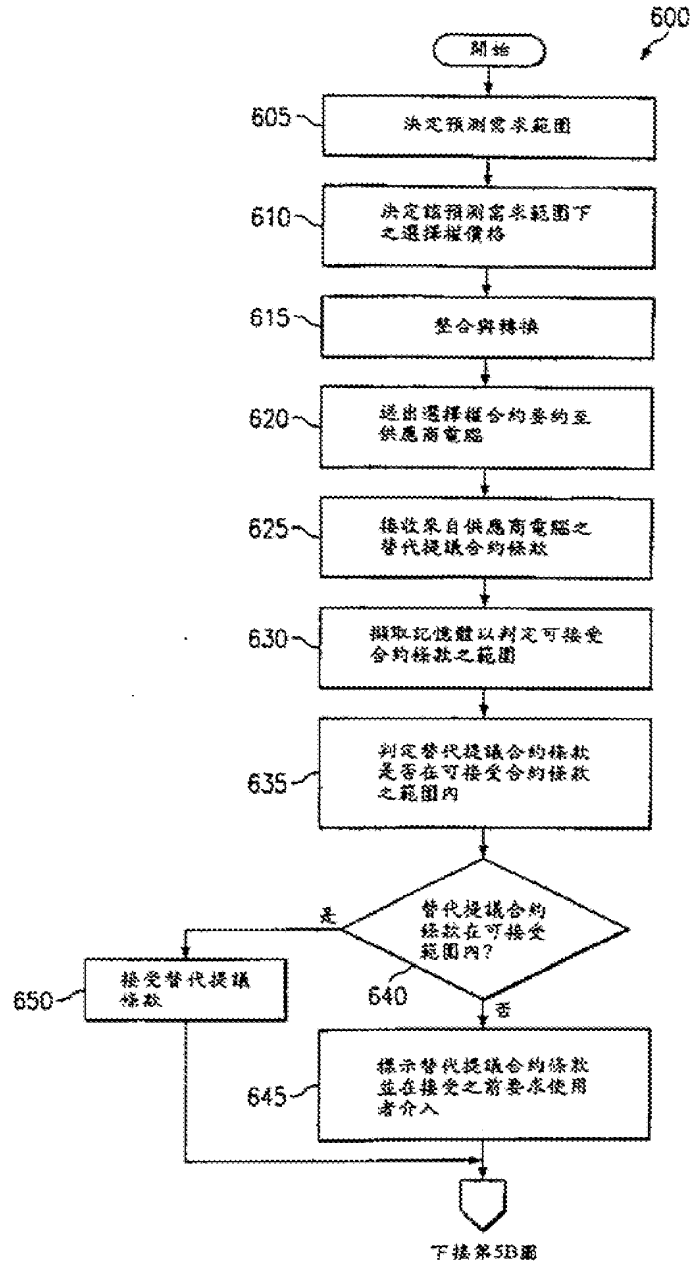 600
開始
605
決定預測需求範圍
610
決定該預測需求範圍下
之選擇權價格
615
整合與轉換
620
送出選擇權合約要約至
供應商電腦
625
接收來自供應商電腦之
替代提議合約條款
630
擷取記憶體以判定可接受
合約條款之範圍
635
判定替代提議合約條款
是否在可接受合約條款
之範圍內
替代提議合約
條款在可接受
範圍內?
640
是
否
650
接受替代提議
條款
645
標示替代提議合約條款
並在接受之前要求使用
者介入
下接第5B圖